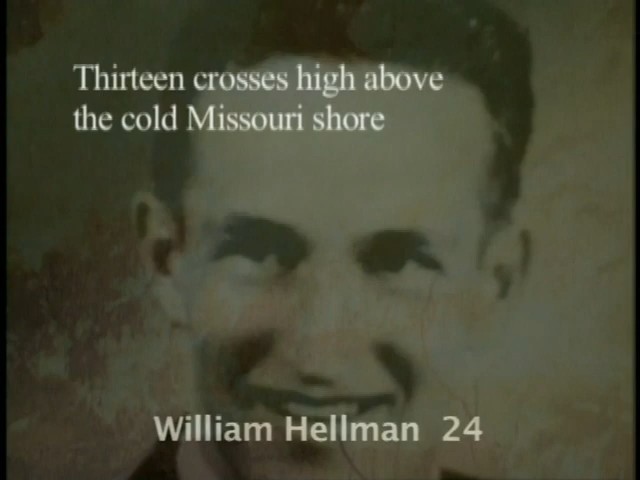 Thirteen crosses high above
the cold Missouri shore
William Hellman 24